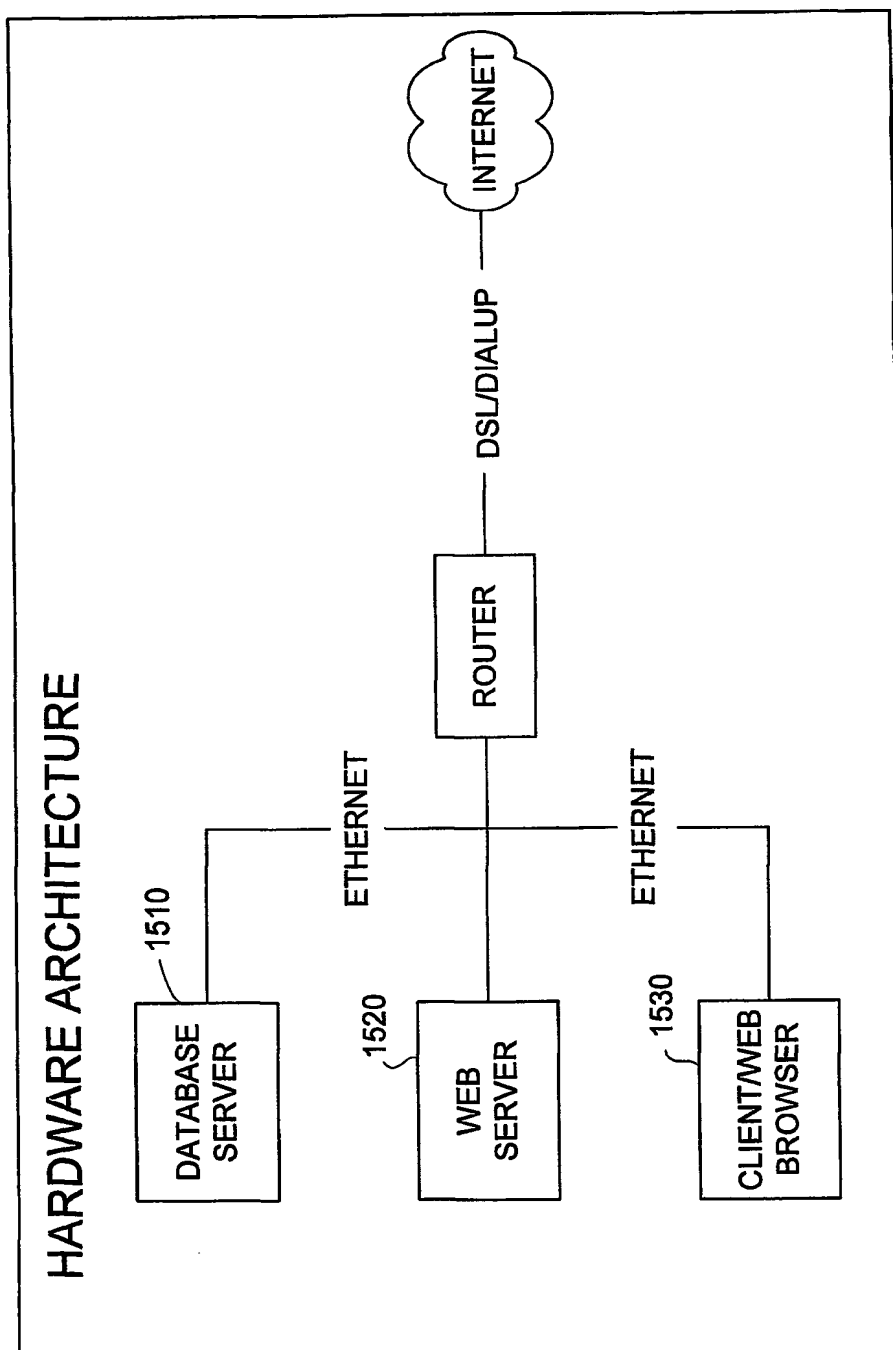 HARDWARE ARCHITECTURE
1510
DATABASE
SERVER
ETHERNET
1520
WEB
SERVER
ROUTER
DSL/DIALUP
INTERNET
1530
CLIENT/WEB
BROWSER
ETHERNET